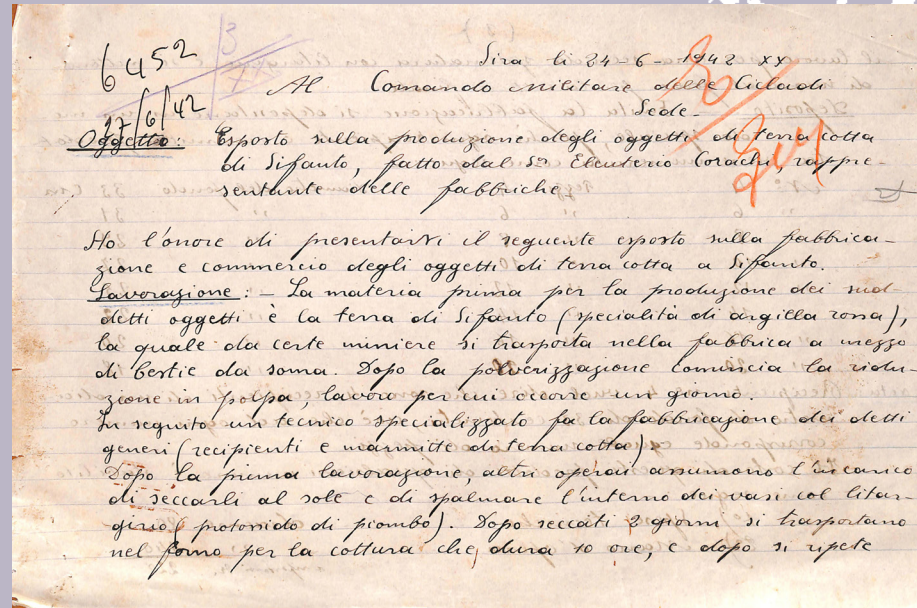 6452
27/6/42
Sira li 24-6-1942 XX
Al Comando militare delle Cicladi
Sede-
Oggetto: Esposto sulla produzione degli oggetti di terra cotta
di Sifanto, fatto dal Sr Eleuterio Corachi, rappre-
sentante delle fabbriche
Ho l'onore di presentarVi il seguente esposto sulla fabbrica-
zione e commercio degli oggetti di terra cotta a Sifanto.
Lavorazione: - La materia prima per la produzione dei sud-
detti oggetti è la terra di Sifanto (specialità di argilla rossa),
la quale da certe miniere si trasporta nella fabbrica a mezzo
di bestie da soma. Dopo la polverizzazione comincia la ridu-
zione in polpa, lavoro per cui occorre un giorno.
In seguito un tecnico specializzato fa la fabbricazione dei detti
generi (recipienti e marmitte di terra cotta).
Dopo la prima lavorazione, altri operai assumono l'incarico
di seccarli al sole e di spalmare l'interno dei vasi col litar-
girio (protossido di piombo). Dopo seccati 2 giorni si trasportano
nel forno per la cottura che dura 10 ore, e dopo si ripete